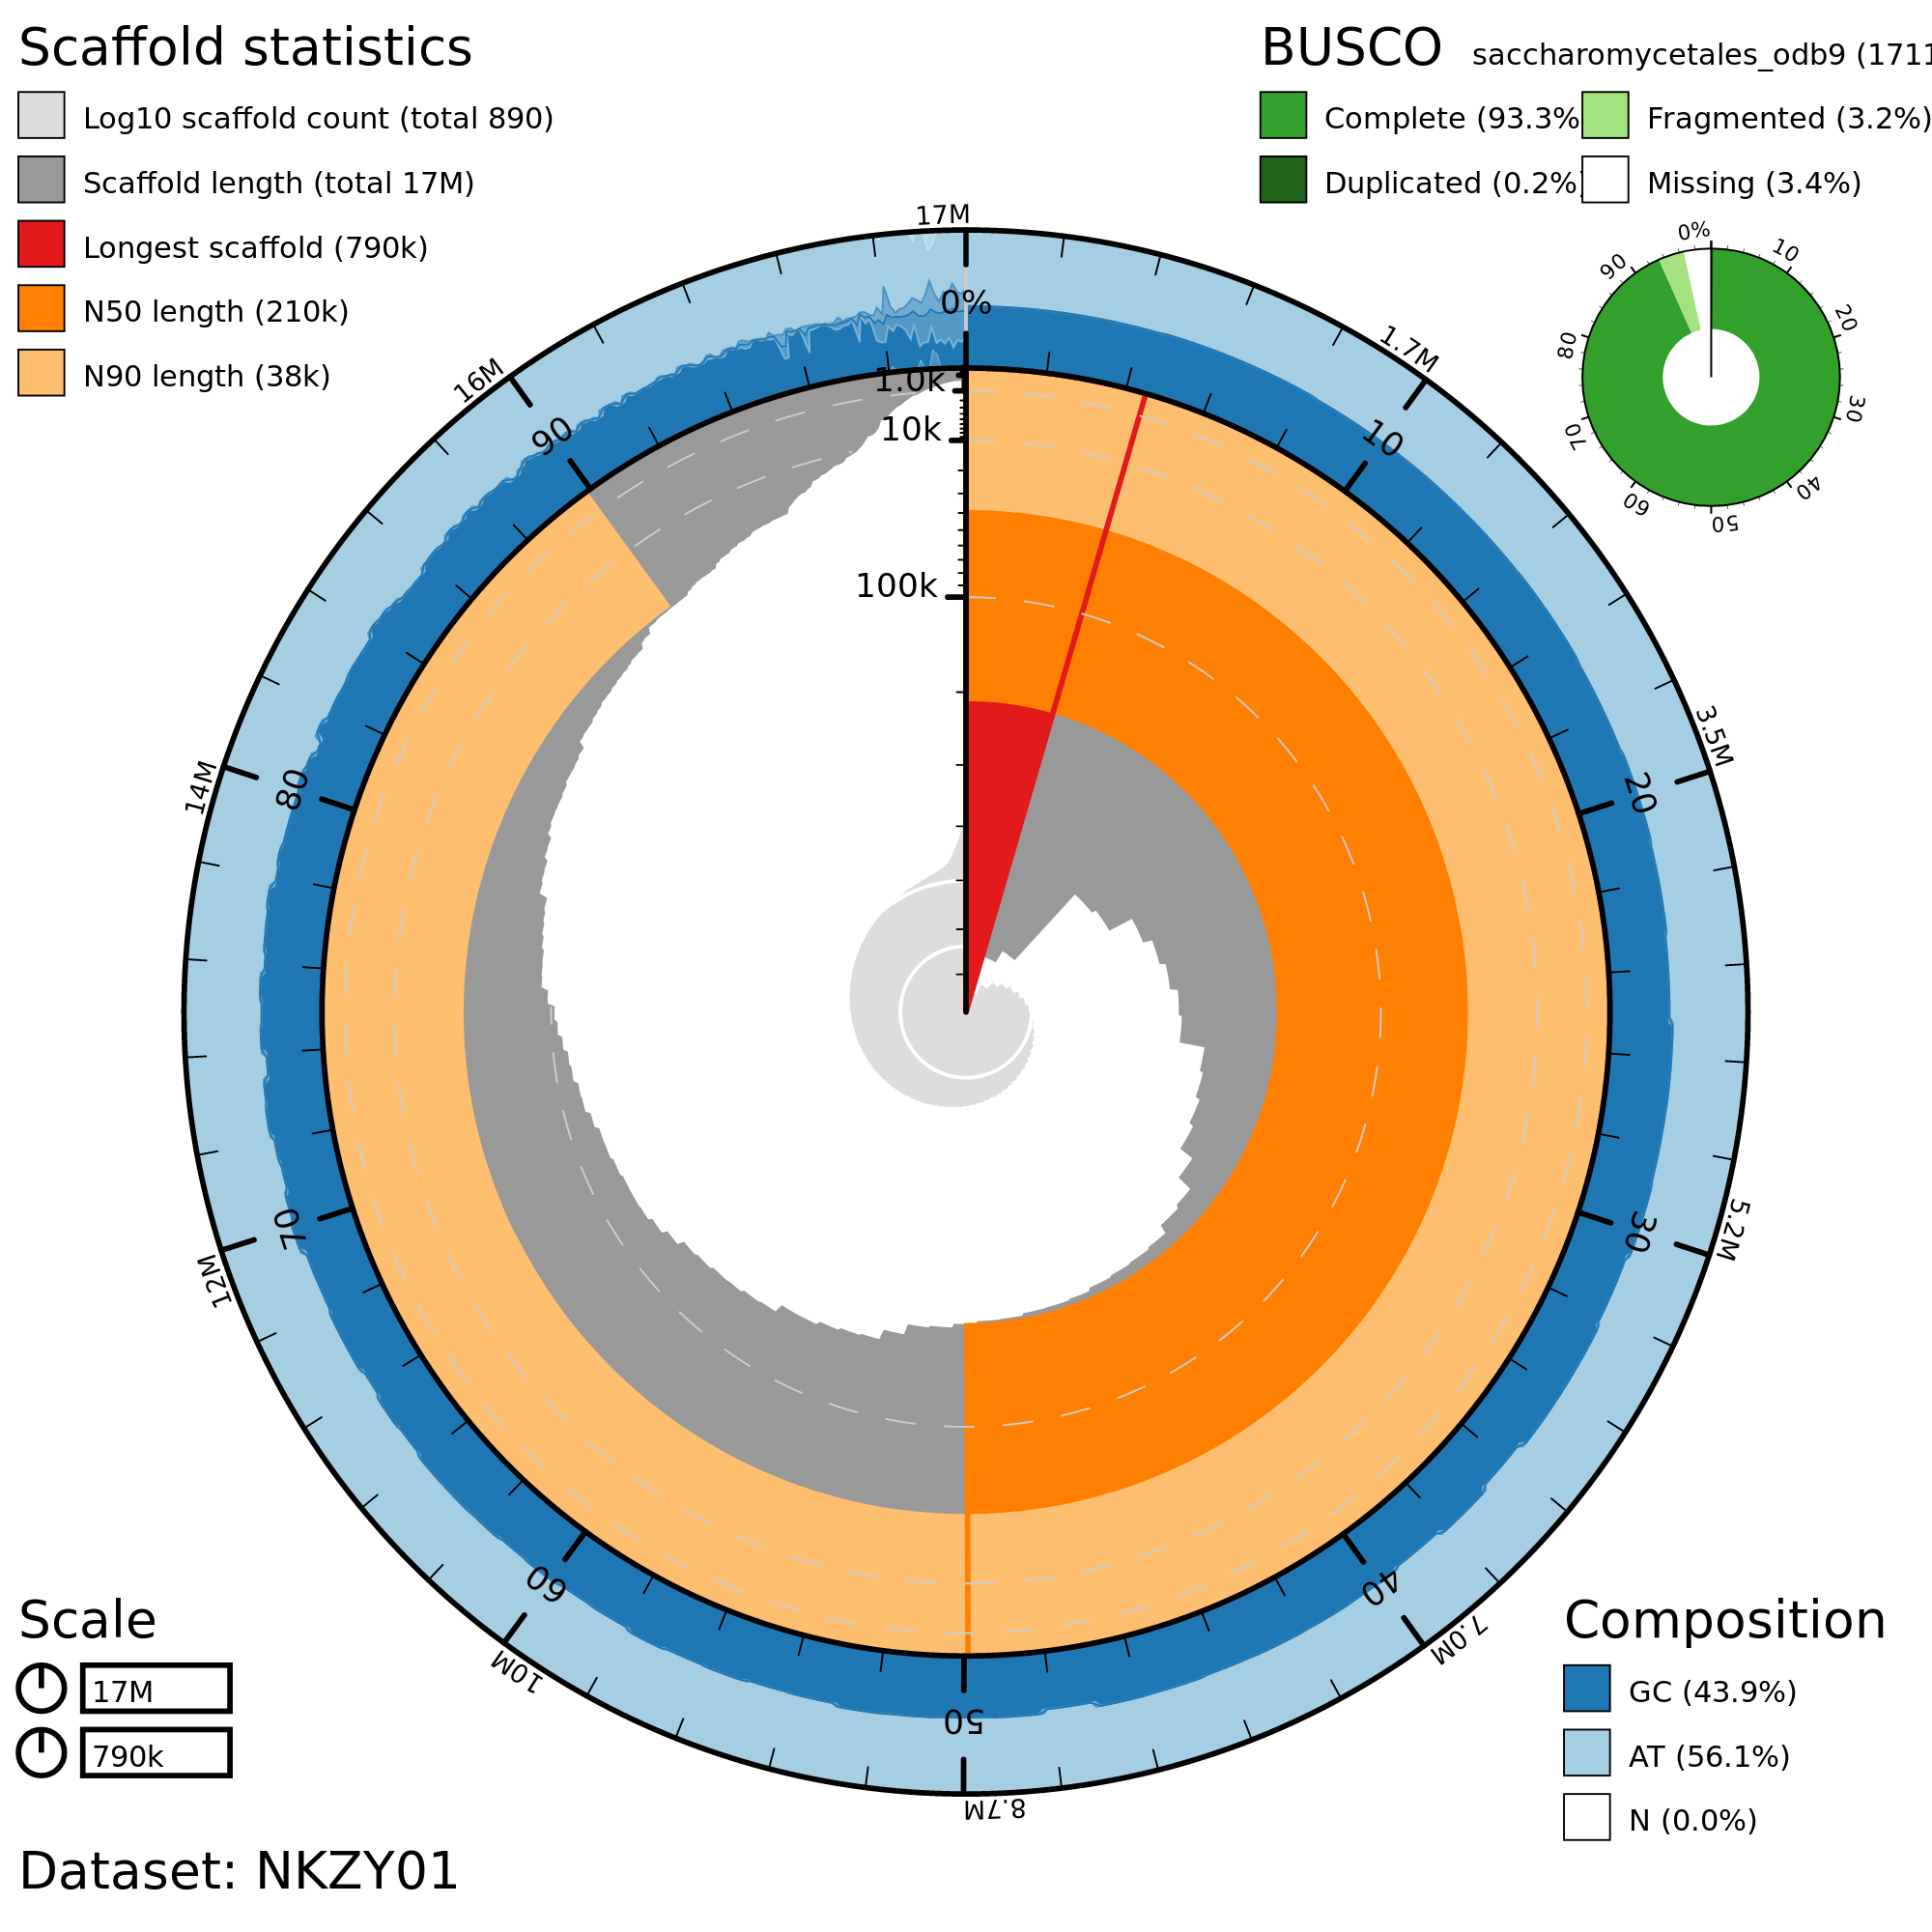 Scaffold statistics
Log10 scaffold count (total 890)
Scaffold length (total 17M)
Longest scaffold (790k)
N50 length (210k)
N90 length (38k)
BUSCO saccharomycetales_odb9 (1711
Complete (93.3%
Fragmented (3.2%)
Duplicated (0.2%)
Missing (3.4%)
0%
10
20
30
40
50
60
70
80
90
17M
1.7M
3.5M
5.2M
7.0M
8.7M
10M
12M
14M
16M
0%
10
20
30
40
50
60
70
80
90
1.0k
10k
100k
Scale
17M
790k
Composition
GC (43.9%)
AT (56.1%)
N (0.0%)
Dataset: NKZY01